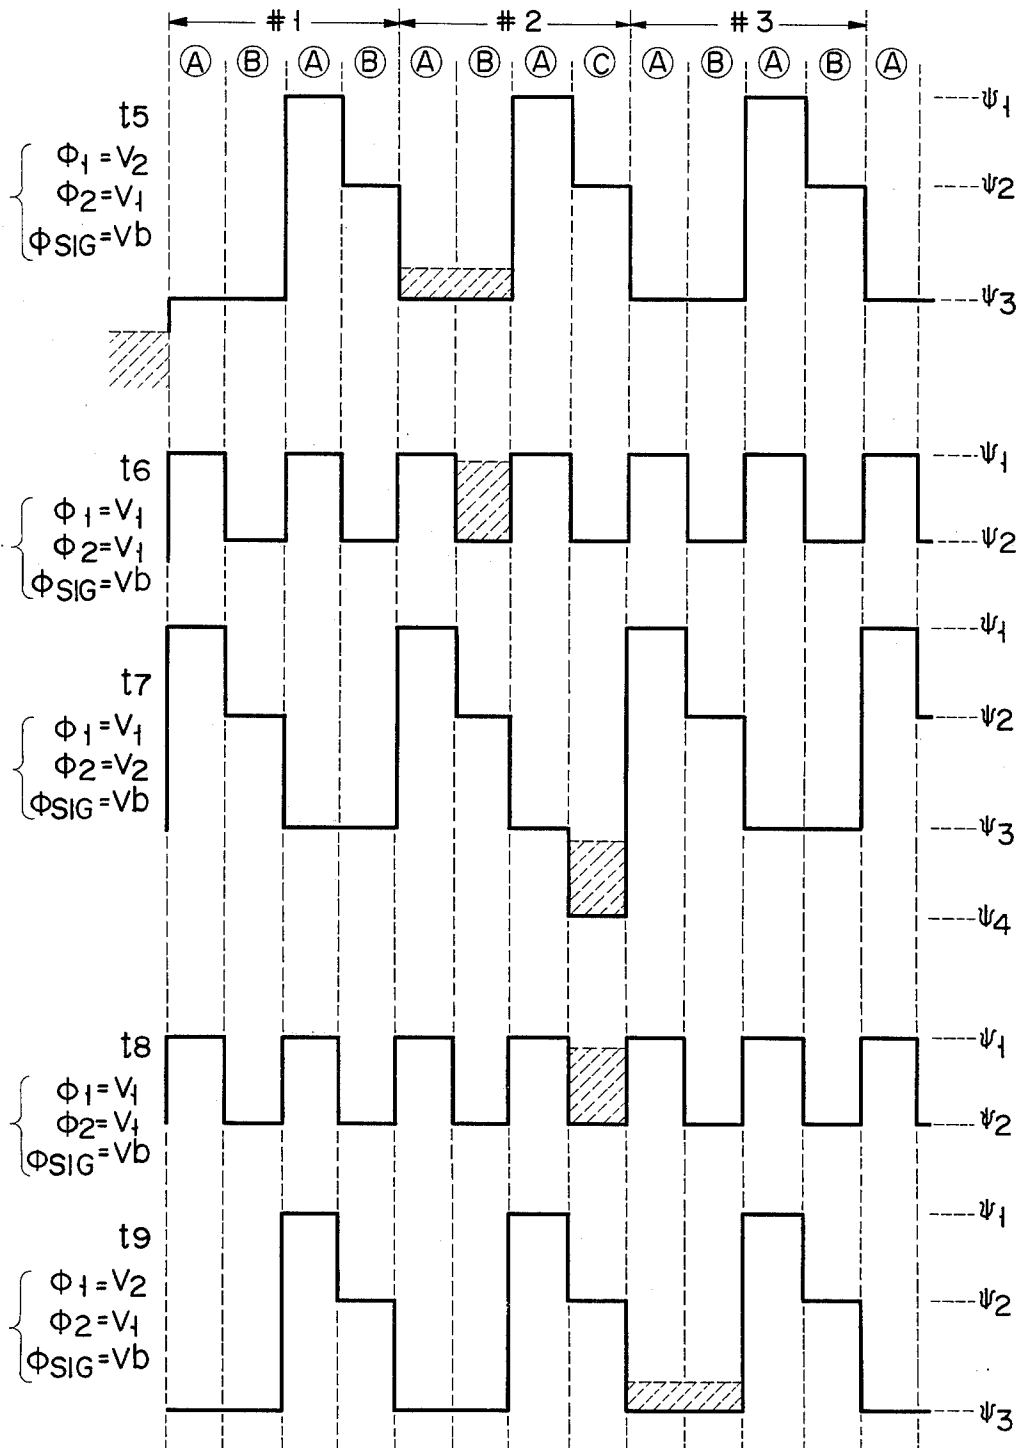 #1 #2 #3
Ⓐ Ⓑ Ⓐ Ⓑ Ⓐ Ⓑ Ⓐ Ⓒ Ⓐ Ⓑ Ⓐ Ⓑ Ⓐ
t5
ϕ1=V2
ϕ2=V1
ϕSIG=Vb
ψ1
ψ2
ψ3
t6
ϕ1=V1
ϕ2=V1
ϕSIG=Vb
ψ1
ψ2
t7
ϕ1=V1
ϕ2=V2
ϕSIG=Vb
ψ1
ψ2
ψ3
ψ4
t8
ϕ1=V1
ϕ2=V1
ϕSIG=Vb
ψ1
ψ2
t9
ϕ1=V2
ϕ2=V1
ϕSIG=Vb
ψ1
ψ2
ψ3